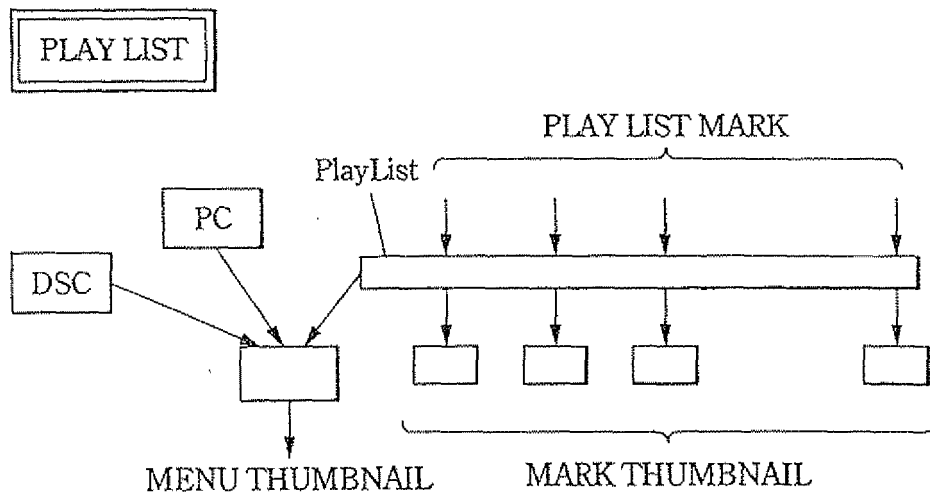 PLAY LIST
PLAY LIST MARK
PlayList
PC
DSC
MENU THUMBNAIL
MARK THUMBNAIL